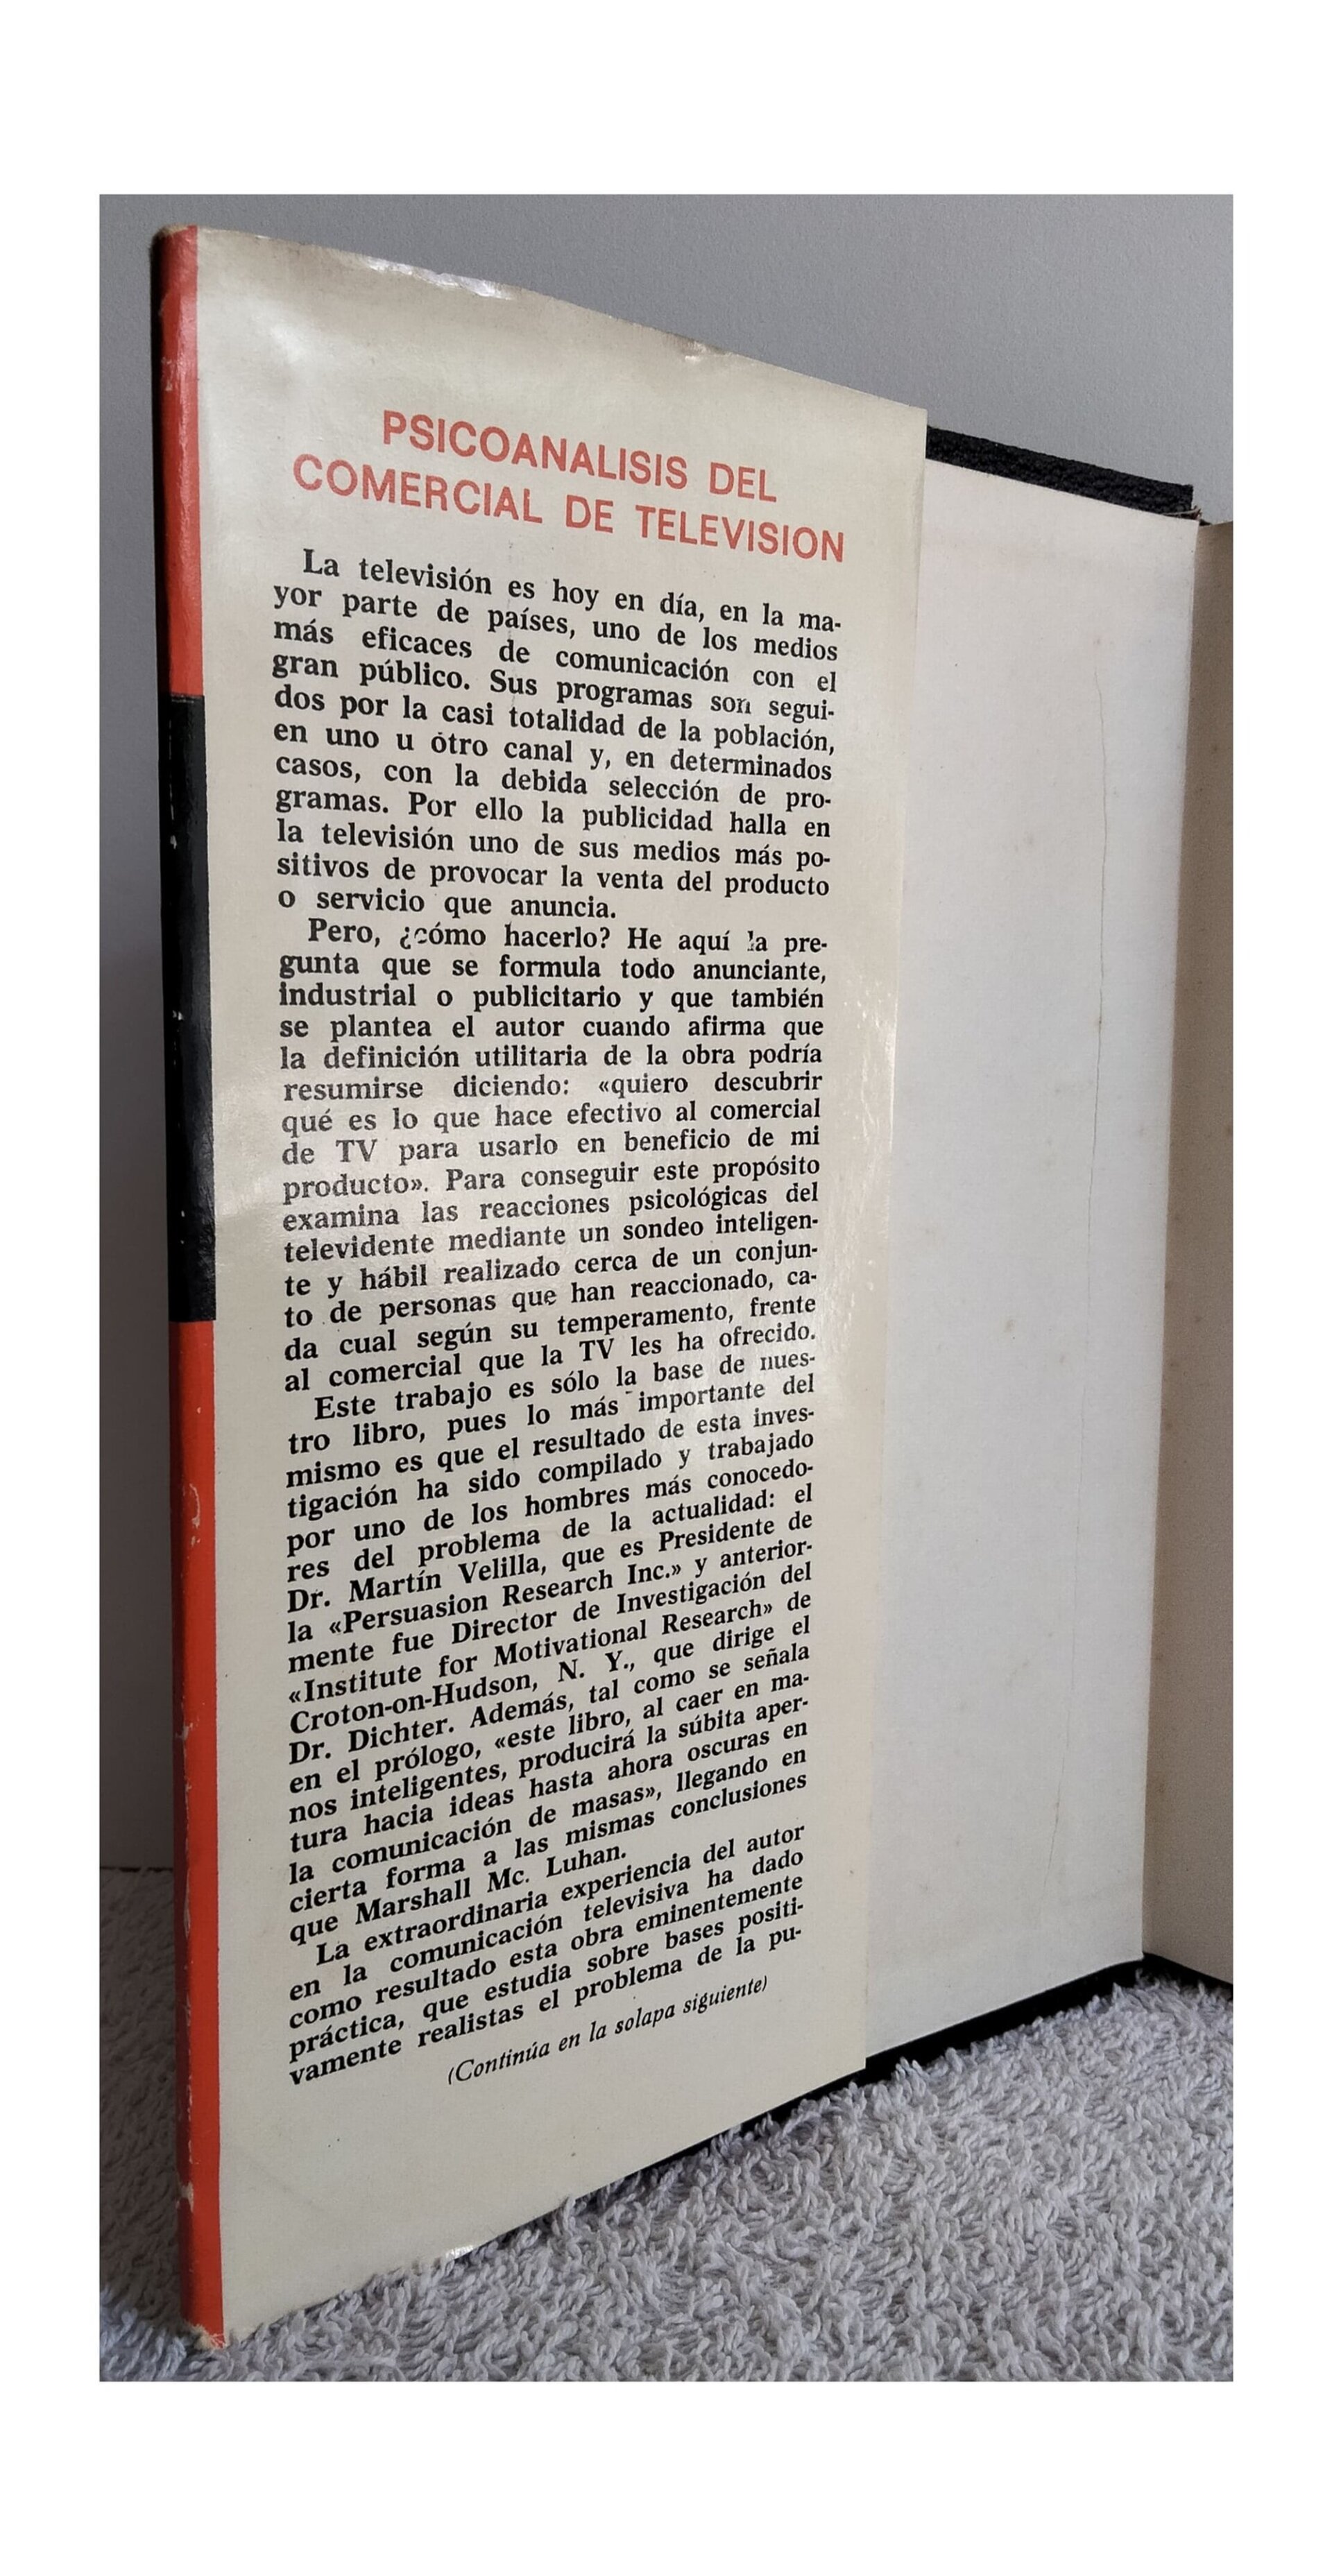 PSICOANALISIS DEL
COMERCIAL DE TELEVISION
La televisión es hoy en día, en la ma-
yor parte de países, uno de los medios
más eficaces de comunicación con el
gran público. Sus programas son segui-
dos por la casi totalidad de la población,
en uno u otro canal y, en determinados
casos, con la debida selección de pro-
gramas. Por ello la publicidad halla en
la televisión uno de sus medios más po-
sitivos de provocar la venta del producto
o servicio que anuncia.
Pero, ¿cómo hacerlo? He aquí la pre-
gunta que se formula todo anunciante,
industrial o publicitario y que también
se plantea el autor cuando afirma que
la definición utilitaria de la obra podría
resumirse diciendo: «quiero descubrir
qué es lo que hace efectivo al comercial
de TV para usarlo en beneficio de mi
producto». Para conseguir este propósito
examina las reacciones psicológicas del
televidente mediante un sondeo inteligen-
te y hábil realizado cerca de un conjun-
to de personas que han reaccionado, ca-
da cual según su temperamento, frente
al comercial que la TV les ha ofrecido.
Este trabajo es sólo la base de nues-
tro libro, pues lo más importante del
mismo es que el resultado de esta inves-
tigación ha sido compilado y trabajado
por uno de los hombres más conocedo-
res del problema de la actualidad: el
Dr. Martín Velilla, que es Presidente de
la «Persuasion Research Inc.» y anterior-
mente fue Director de Investigación del
«Institute for Motivational Research» de
Croton-on-Hudson, N. Y., que dirige el
Dr. Dichter. Además, tal como se señala
en el prólogo, «este libro, al caer en ma-
nos inteligentes, producirá la súbita aper-
tura hacia ideas hasta ahora oscuras en
la comunicación de masas», llegando en
cierta forma a las mismas conclusiones
que Marshall Mc. Luhan.
La extraordinaria experiencia del autor
en la comunicación televisiva ha dado
como resultado esta obra eminentemente
práctica, que estudia sobre bases positi-
vamente realistas el problema de la pu-
(Continúa en la solapa siguiente)